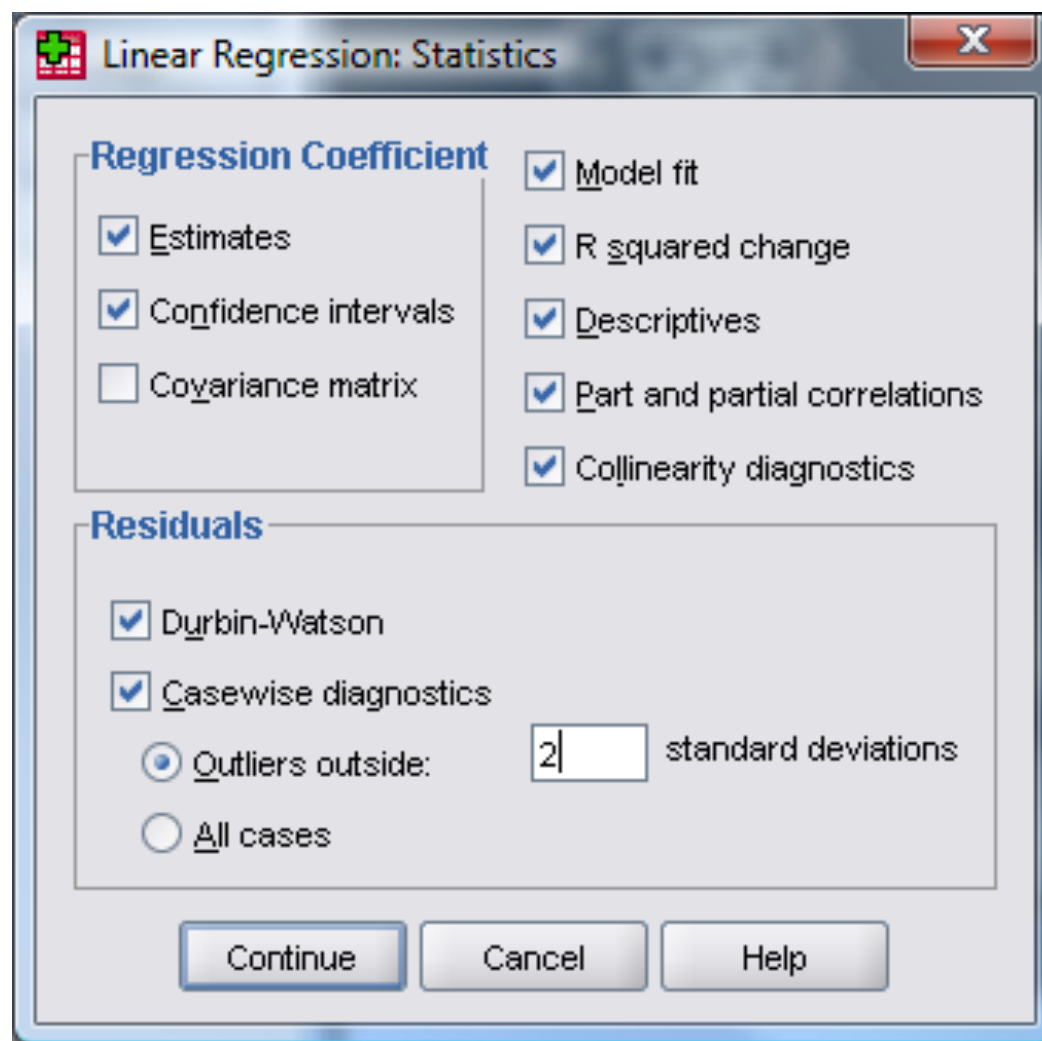 Linear Regression: Statistics
X
Regression Coefficient
Estimates
Confidence intervals
Covariance matrix
Model fit
R squared change
Descriptives
Part and partial correlations
Collinearity diagnostics
Residuals
Durbin-Watson
Casewise diagnostics
Outliers outside: 2 standard deviations
All cases
Continue Cancel Help